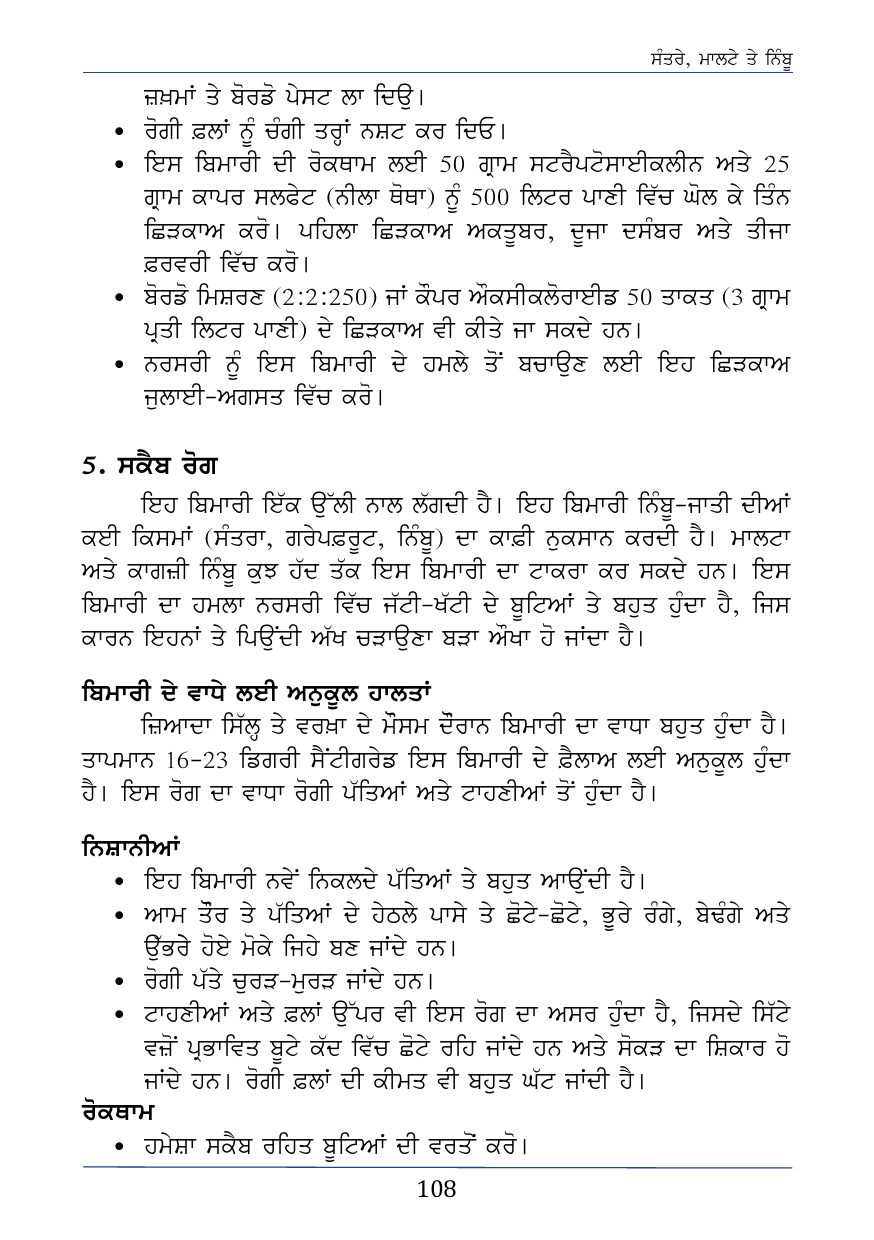 ਸੰਤਰੇ, ਮਾਲਟੇ ਤੇ ਨਿੰਬੂ
ਜ਼ਖ਼ਮਾਂ ਤੇ ਬੋਰਡੋ ਪੇਸਟ ਲਾ ਦਿਉ।
• ਰੋਗੀ ਫ਼ਲਾਂ ਨੂੰ ਚੰਗੀ ਤਰ੍ਹਾਂ ਨਸ਼ਟ ਕਰ ਦਿਓ।
• ਇਸ ਬਿਮਾਰੀ ਦੀ ਰੋਕਥਾਮ ਲਈ 50 ਗ੍ਰਾਮ ਸਟਰੈਪਟੋਸਾਈਕਲੀਨ ਅਤੇ 25
ਗ੍ਰਾਮ ਕਾਪਰ ਸਲਫੇਟ (ਨੀਲਾ ਥੋਥਾ) ਨੂੰ 500 ਲਿਟਰ ਪਾਣੀ ਵਿੱਚ ਘੋਲ ਕੇ ਤਿੰਨ
ਛਿੜਕਾਅ ਕਰੋ। ਪਹਿਲਾ ਛਿੜਕਾਅ ਅਕਤੂਬਰ, ਦੂਜਾ ਦਸੰਬਰ ਅਤੇ ਤੀਜਾ
ਫ਼ਰਵਰੀ ਵਿੱਚ ਕਰੋ।
• ਬੋਰਡੋ ਮਿਸ਼ਰਣ (2:2:250) ਜਾਂ ਕੌਪਰ ਔਕਸੀਕਲੋਰਾਈਡ 50 ਤਾਕਤ (3 ਗ੍ਰਾਮ
ਪ੍ਰਤੀ ਲਿਟਰ ਪਾਣੀ) ਦੇ ਛਿੜਕਾਅ ਵੀ ਕੀਤੇ ਜਾ ਸਕਦੇ ਹਨ।
• ਨਰਸਰੀ ਨੂੰ ਇਸ ਬਿਮਾਰੀ ਦੇ ਹਮਲੇ ਤੋਂ ਬਚਾਉਣ ਲਈ ਇਹ ਛਿੜਕਾਅ
ਜੁਲਾਈ-ਅਗਸਤ ਵਿੱਚ ਕਰੋ।
5. ਸਕੈਬ ਰੋਗ
ਇਹ ਬਿਮਾਰੀ ਇੱਕ ਉੱਲੀ ਨਾਲ ਲੱਗਦੀ ਹੈ। ਇਹ ਬਿਮਾਰੀ ਨਿੰਬੂ-ਜਾਤੀ ਦੀਆਂ
ਕਈ ਕਿਸਮਾਂ (ਸੰਤਰਾ, ਗਰੇਪਫ਼ਰੂਟ, ਨਿੰਬੂ) ਦਾ ਕਾਫ਼ੀ ਨੁਕਸਾਨ ਕਰਦੀ ਹੈ। ਮਾਲਟਾ
ਅਤੇ ਕਾਗਜ਼ੀ ਨਿੰਬੂ ਕੁਝ ਹੱਦ ਤੱਕ ਇਸ ਬਿਮਾਰੀ ਦਾ ਟਾਕਰਾ ਕਰ ਸਕਦੇ ਹਨ। ਇਸ
ਬਿਮਾਰੀ ਦਾ ਹਮਲਾ ਨਰਸਰੀ ਵਿੱਚ ਜੱਟੀ-ਖੱਟੀ ਦੇ ਬੂਟਿਆਂ ਤੇ ਬਹੁਤ ਹੁੰਦਾ ਹੈ, ਜਿਸ
ਕਾਰਨ ਇਹਨਾਂ ਤੇ ਪਿਉਂਦੀ ਅੱਖ ਚੜਾਉਣਾ ਬੜਾ ਔਖਾ ਹੋ ਜਾਂਦਾ ਹੈ।
ਬਿਮਾਰੀ ਦੇ ਵਾਧੇ ਲਈ ਅਨੁਕੂਲ ਹਾਲਤਾਂ
ਜ਼ਿਆਦਾ ਸਿੱਲ੍ਹ ਤੇ ਵਰਖ਼ਾ ਦੇ ਮੌਸਮ ਦੌਰਾਨ ਬਿਮਾਰੀ ਦਾ ਵਾਧਾ ਬਹੁਤ ਹੁੰਦਾ ਹੈ।
ਤਾਪਮਾਨ 16-23 ਡਿਗਰੀ ਸੈਂਟੀਗਰੇਡ ਇਸ ਬਿਮਾਰੀ ਦੇ ਫ਼ੈਲਾਅ ਲਈ ਅਨੁਕੂਲ ਹੁੰਦਾ
ਹੈ। ਇਸ ਰੋਗ ਦਾ ਵਾਧਾ ਰੋਗੀ ਪੱਤਿਆਂ ਅਤੇ ਟਾਹਣੀਆਂ ਤੋਂ ਹੁੰਦਾ ਹੈ।
ਨਿਸ਼ਾਨੀਆਂ
• ਇਹ ਬਿਮਾਰੀ ਨਵੇਂ ਨਿਕਲਦੇ ਪੱਤਿਆਂ ਤੇ ਬਹੁਤ ਆਉਂਦੀ ਹੈ।
• ਆਮ ਤੌਰ ਤੇ ਪੱਤਿਆਂ ਦੇ ਹੇਠਲੇ ਪਾਸੇ ਤੇ ਛੋਟੇ-ਛੋਟੇ, ਭੂਰੇ ਰੰਗੇ, ਬੇਢੰਗੇ ਅਤੇ
ਉੱਭਰੇ ਹੋਏ ਮੋਕੇ ਜਿਹੇ ਬਣ ਜਾਂਦੇ ਹਨ।
• ਰੋਗੀ ਪੱਤੇ ਚੁਰੜ-ਮੁਰੜ ਜਾਂਦੇ ਹਨ।
• ਟਾਹਣੀਆਂ ਅਤੇ ਫ਼ਲਾਂ ਉੱਪਰ ਵੀ ਇਸ ਰੋਗ ਦਾ ਅਸਰ ਹੁੰਦਾ ਹੈ, ਜਿਸਦੇ ਸਿੱਟੇ
ਵਜ਼ੋਂ ਪ੍ਰਭਾਵਿਤ ਬੂਟੇ ਕੱਦ ਵਿੱਚ ਛੋਟੇ ਰਹਿ ਜਾਂਦੇ ਹਨ ਅਤੇ ਸੋਕੜ ਦਾ ਸ਼ਿਕਾਰ ਹੋ
ਜਾਂਦੇ ਹਨ। ਰੋਗੀ ਫ਼ਲਾਂ ਦੀ ਕੀਮਤ ਵੀ ਬਹੁਤ ਘੱਟ ਜਾਂਦੀ ਹੈ।
ਰੋਕਥਾਮ
• ਹਮੇਸ਼ਾ ਸਕੈਬ ਰਹਿਤ ਬੂਟਿਆਂ ਦੀ ਵਰਤੋਂ ਕਰੋ।
108